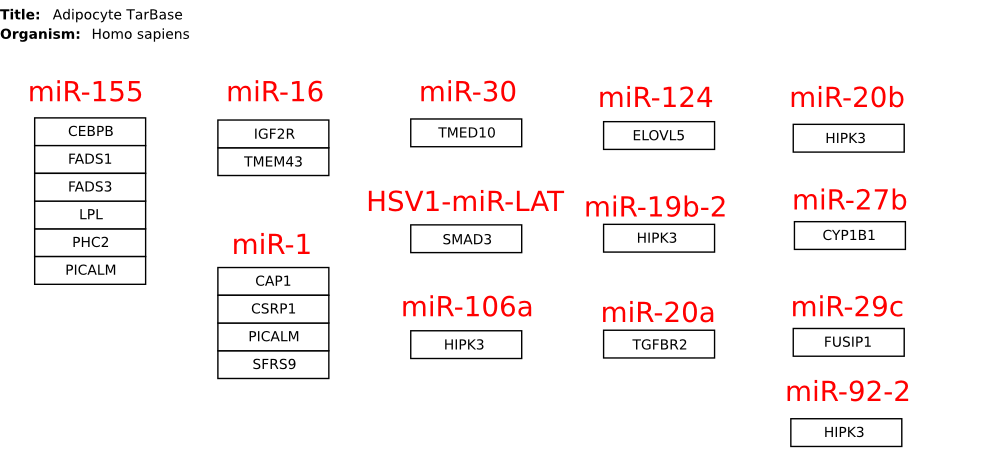 Title: Adipocyte TarBase
Organism: Homo sapiens
miR-155
CEBPB
FADS1
FADS3
LPL
PHC2
PICALM
miR-16
IGF2R
TMEM43
miR-1
CAP1
CSRP1
PICALM
SFRS9
miR-30
TMED10
HSV1-miR-LAT
SMAD3
miR-106a
HIPK3
miR-124
ELOVL5
miR-19b-2
HIPK3
miR-20a
TGFBR2
miR-20b
HIPK3
miR-27b
CYP1B1
miR-29c
FUSIP1
miR-92-2
HIPK3